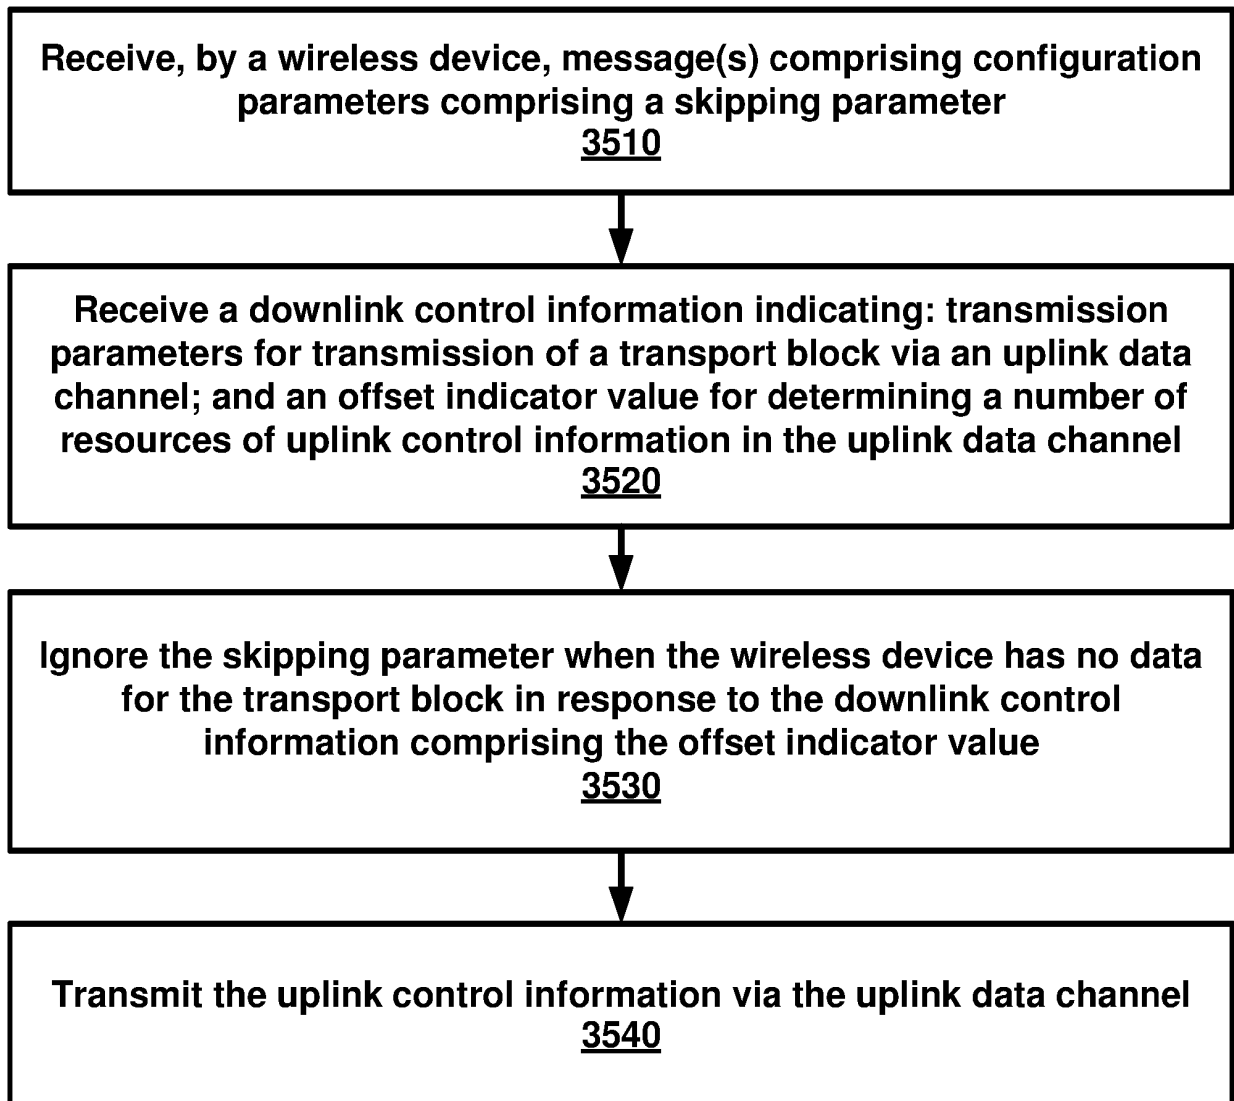 Receive, by a wireless device, message(s) comprising configuration
parameters comprising a skipping parameter
3510
Receive a downlink control information indicating: transmission
parameters for transmission of a transport block via an uplink data
channel; and an offset indicator value for determining a number of
resources of uplink control information in the uplink data channel
3520
Ignore the skipping parameter when the wireless device has no data
for the transport block in response to the downlink control
information comprising the offset indicator value
3530
Transmit the uplink control information via the uplink data channel
3540